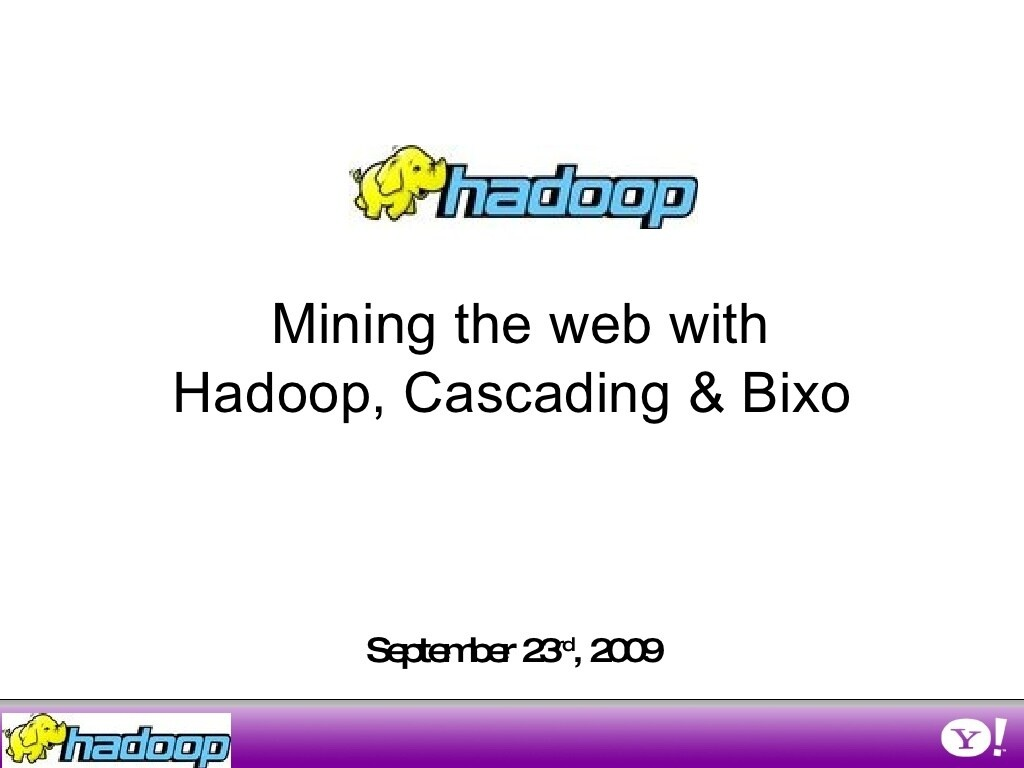 hadoop
Mining the web with
Hadoop, Cascading & Bixo
September 23rd, 2009
hadoop
Y!